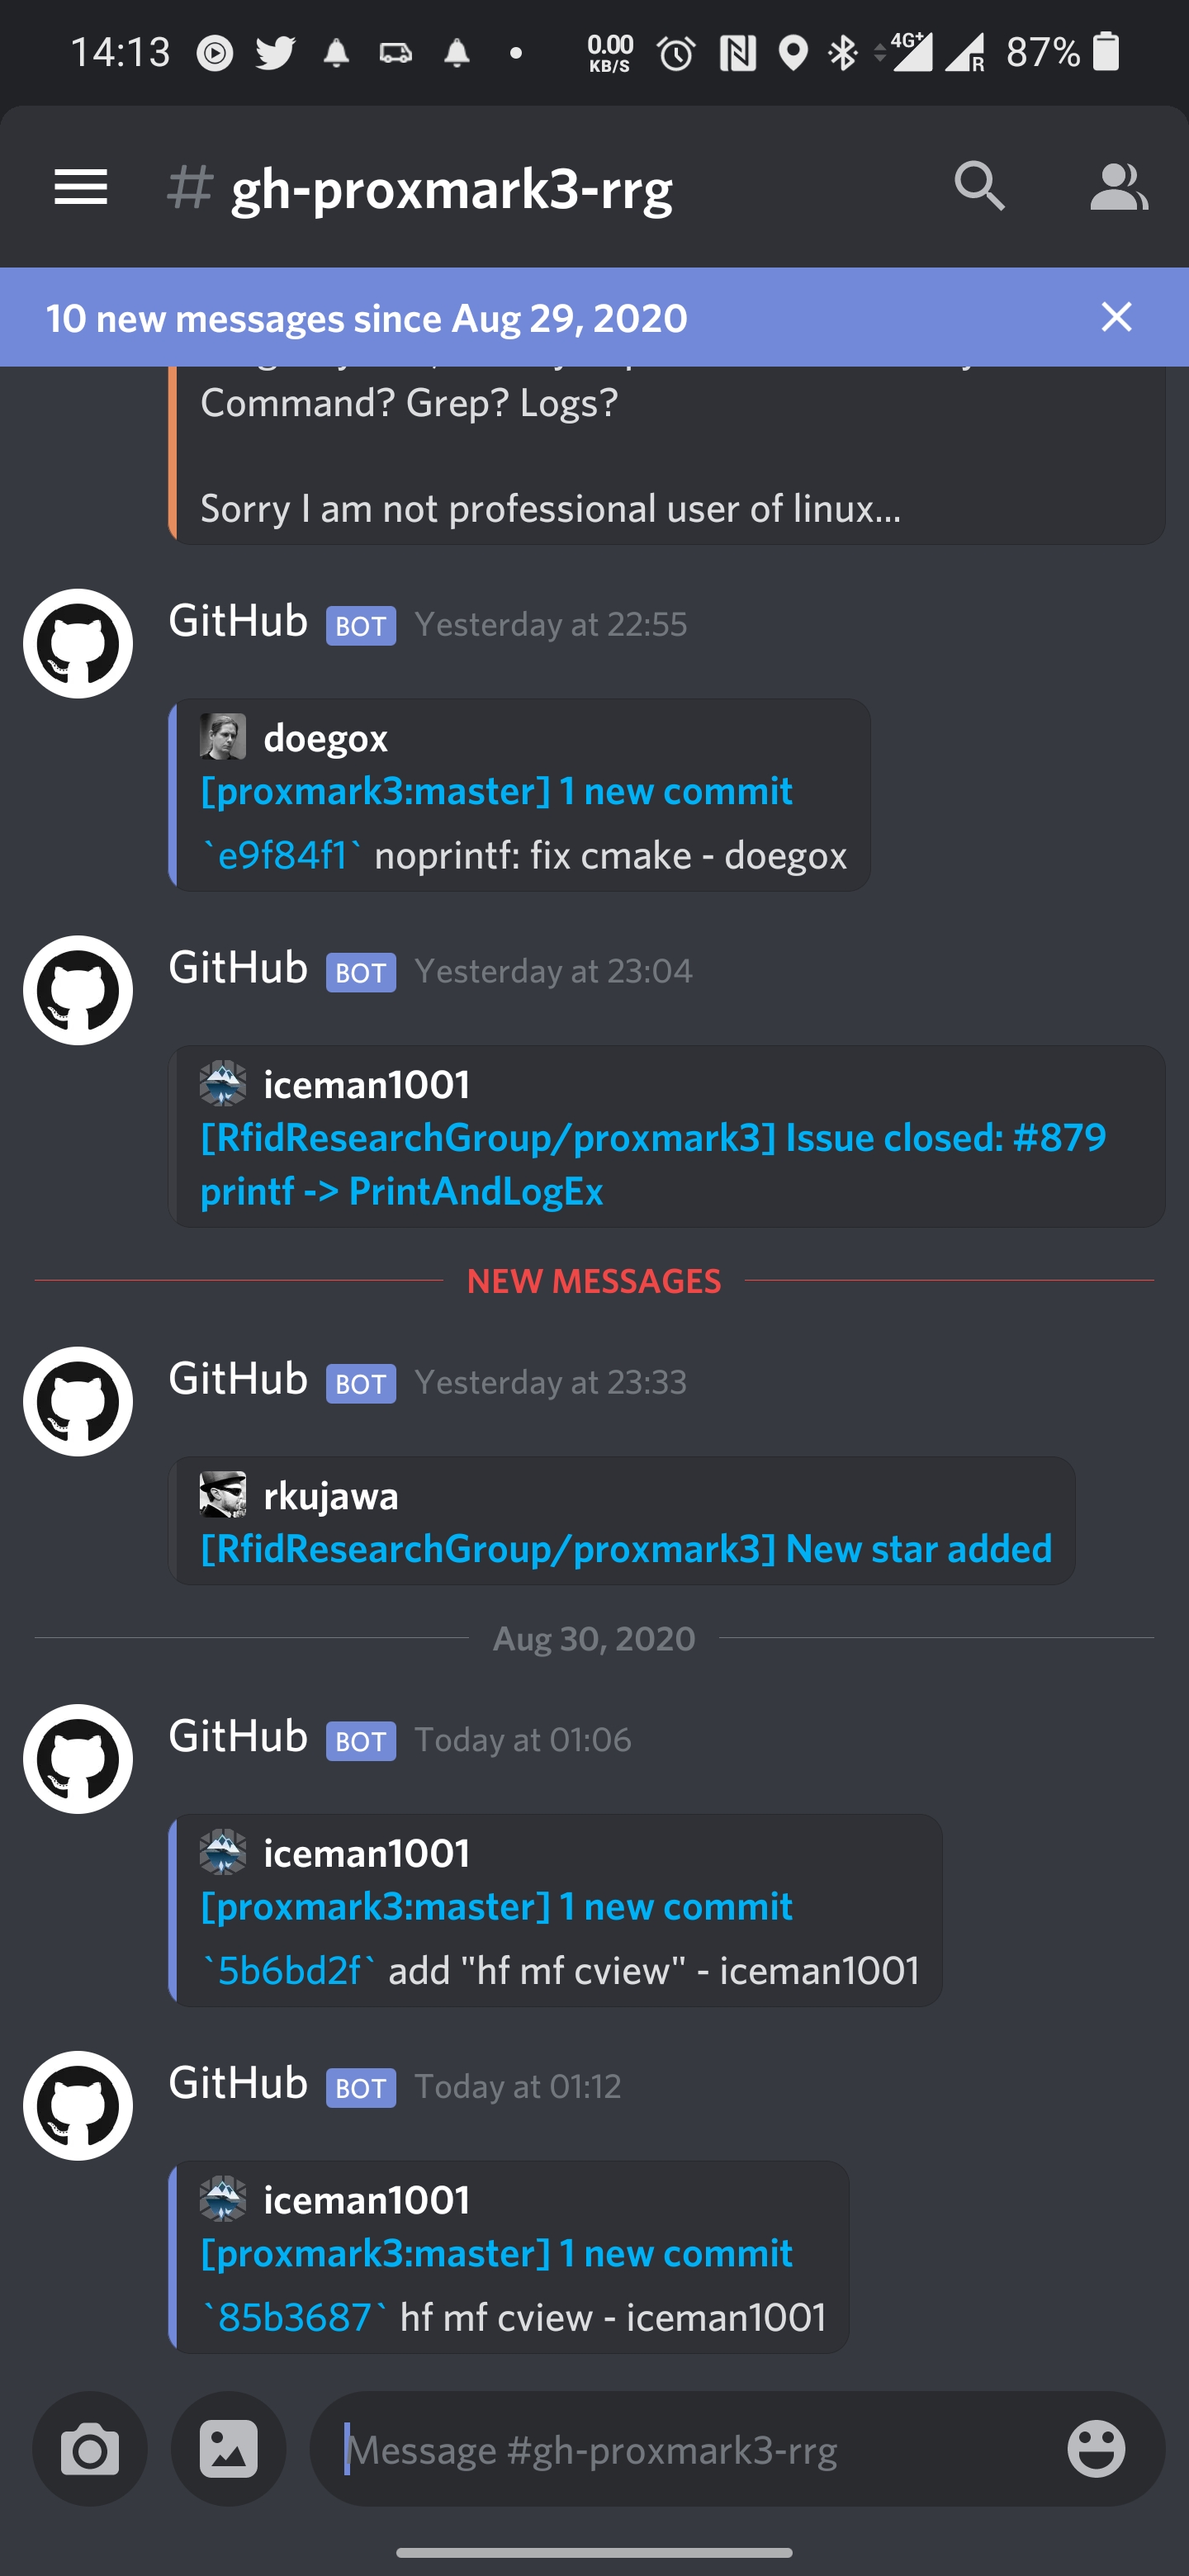 14:13
0.00
KB/S
4G+
R
87%
# gh-proxmark3-rrg
10 new messages since Aug 29, 2020
Command? Grep? Logs?
Sorry I am not professional user of linux...
GitHub BOT Yesterday at 22:55
doegox
[proxmark3:master] 1 new commit
`e9f84f1` noprintf: fix cmake - doegox
GitHub BOT Yesterday at 23:04
iceman1001
[RfidResearchGroup/proxmark3] Issue closed: #879
printf -> PrintAndLogEx
NEW MESSAGES
GitHub BOT Yesterday at 23:33
rkujawa
[RfidResearchGroup/proxmark3] New star added
Aug 30, 2020
GitHub BOT Today at 01:06
iceman1001
[proxmark3:master] 1 new commit
`5b6bd2f` add "hf mf cview" - iceman1001
GitHub BOT Today at 01:12
iceman1001
[proxmark3:master] 1 new commit
`85b3687` hf mf cview - iceman1001
Message #gh-proxmark3-rrg